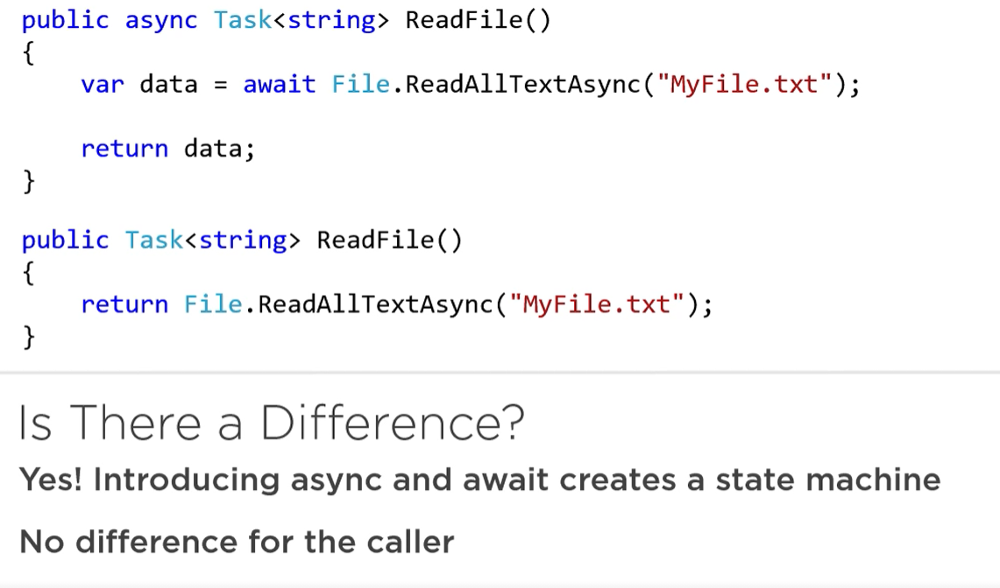 public async Task<string> ReadFile()
{
    var data = await File.ReadAllTextAsync("MyFile.txt");
    return data;
}
public Task<string> ReadFile()
{
    return File.ReadAllTextAsync("MyFile.txt");
}
Is There a Difference?
Yes! Introducing async and await creates a state machine
No difference for the caller